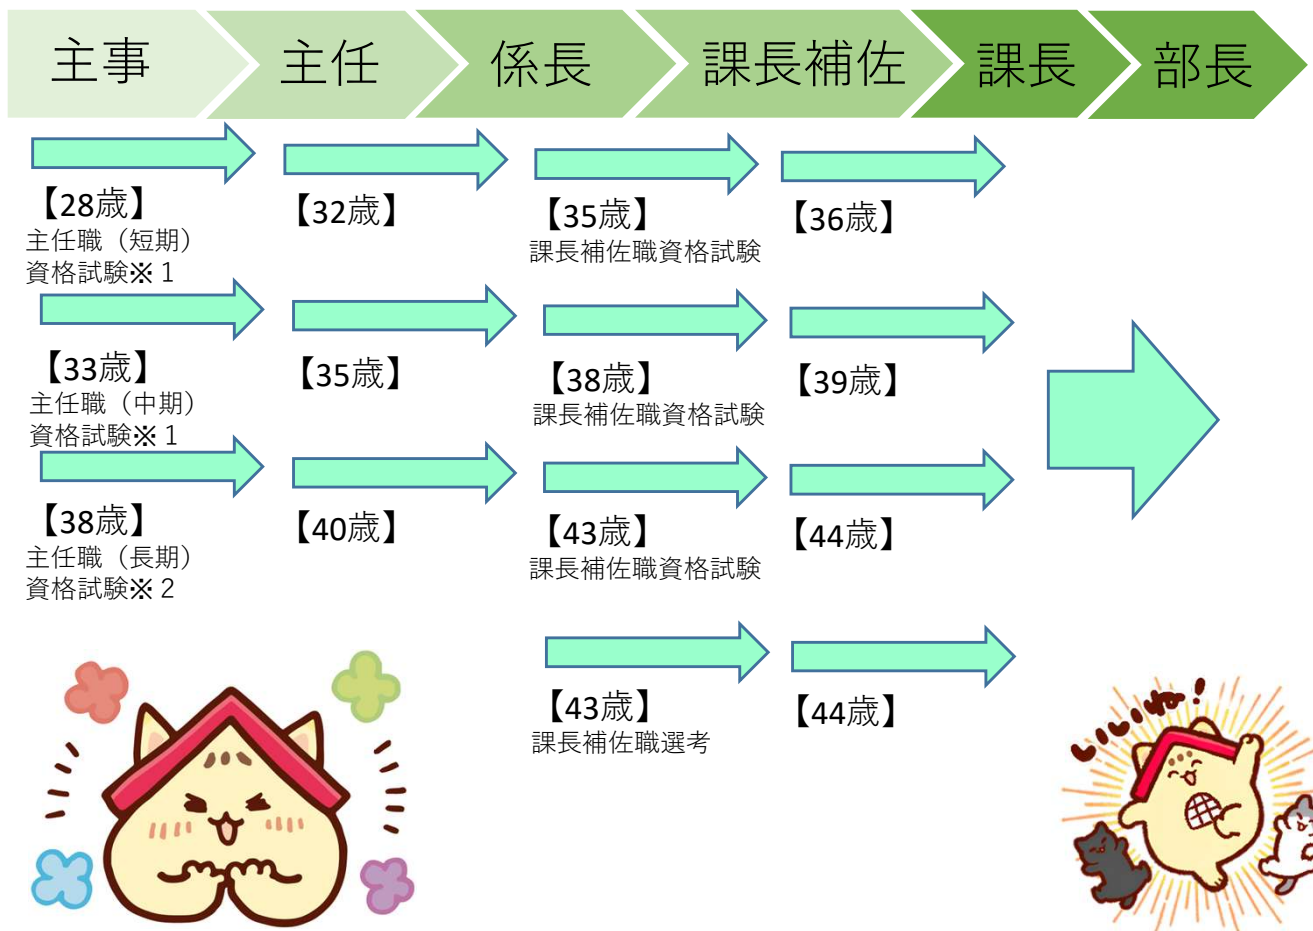 主事 主任 係長 課長補佐 課長 部長
【28歳】 【32歳】 【35歳】 【36歳】
主任職（短期） 課長補佐職資格試験
資格試験※１
【33歳】 【35歳】 【38歳】 【39歳】
主任職（中期） 課長補佐職資格試験
資格試験※１
【38歳】 【40歳】 【43歳】 【44歳】
主任職（長期） 課長補佐職資格試験
資格試験※２
【43歳】 【44歳】
課長補佐職選考
いいね！